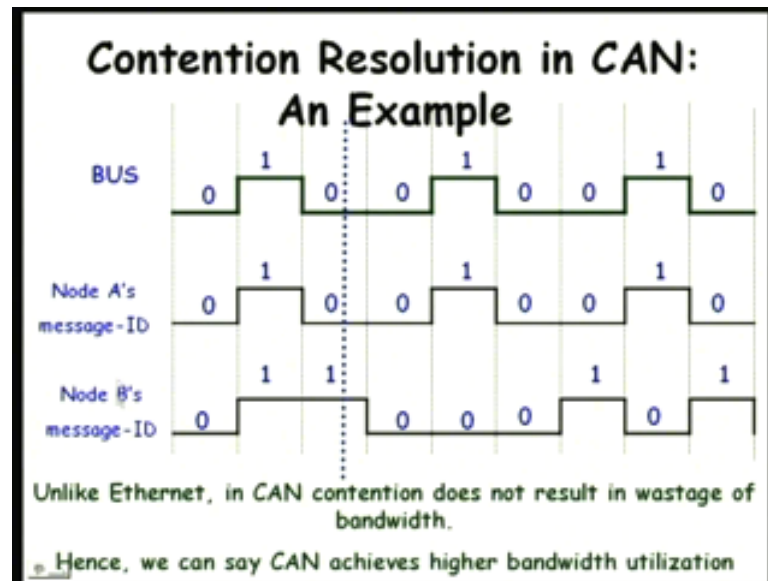 Contention Resolution in CAN:
An Example
BUS
0 1 0 0 1 0 0 1 0
Node A's
message-ID
0 1 0 0 1 0 0 1 0
Node B's
message-ID
0 1 1 0 0 0 1 0 1
Unlike Ethernet, in CAN contention does not result in wastage of
bandwidth.
Hence, we can say CAN achieves higher bandwidth utilization